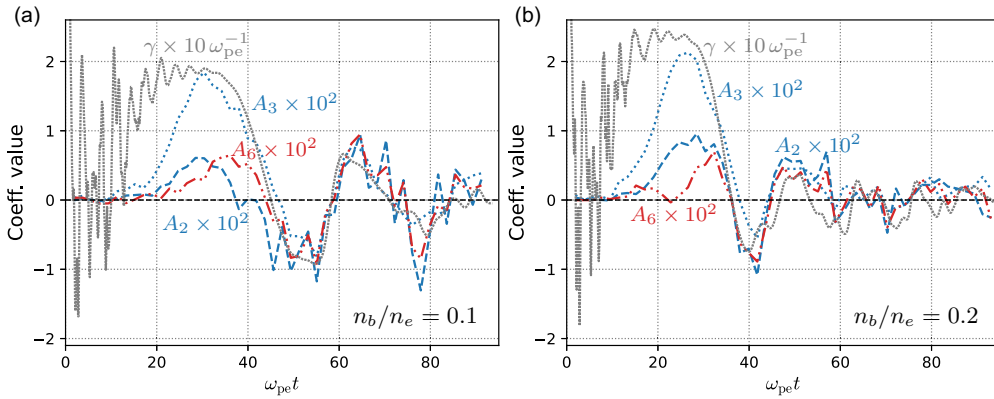 (a)
γ × 10 ω_pe^−1
A_3 × 10^2
A_6 × 10^2
A_2 × 10^2
n_b/n_e = 0.1
Coeff. value
2
1
0
−1
−2
0 20 40 60 80
ω_pe t
(b)
γ × 10 ω_pe^−1
A_3 × 10^2
A_2 × 10^2
A_6 × 10^2
n_b/n_e = 0.2
Coeff. value
2
1
0
−1
−2
0 20 40 60 80
ω_pe t